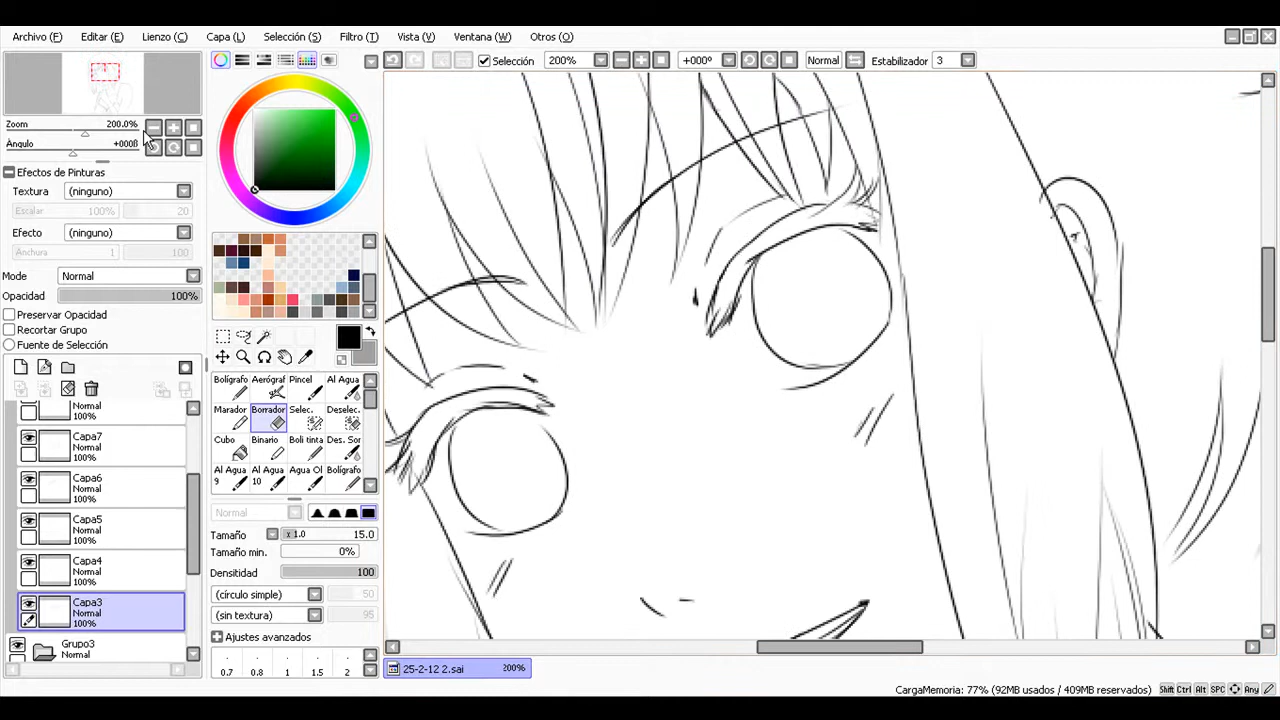 Archivo (F) Editar (E) Lienzo (C) Capa (L) Selección (S) Filtro (T) Vista (V) Ventana (W) Otros (O)
Selección 200% +000° Normal Estabilizador 3
Zoom 200.0%
Ángulo +000ß
Efectos de Pinturas
Textura (ninguno)
Escalar 100% 20
Efecto (ninguno)
Anchura 1 100
Mode Normal
Opacidad 100%
Preservar Opacidad
Recortar Grupo
Fuente de Selección
Normal
100%
Capa7
Normal
100%
Capa6
Normal
100%
Capa5
Normal
100%
Capa4
Normal
100%
Capa3
Normal
100%
Grupo3
Normal
Bolígrafo Aerógraf Pincel Al Agua
Marador Borrador Selec. Deselec.
Cubo Binario Boli tinta Des. Sor
Al Agua 9 Al Agua 10 Agua Ol Bolígrafo
Normal
Tamaño x 1.0 15.0
Tamaño min. 0%
Densitidad 100
(círculo simple) 50
(sin textura) 95
Ajustes avanzados
0.7 0.8 1 1.5 2
25-2-12 2.sai 200%
CargaMemoria: 77% (92MB usados / 409MB reservados) Shift Ctrl Alt SPC Any